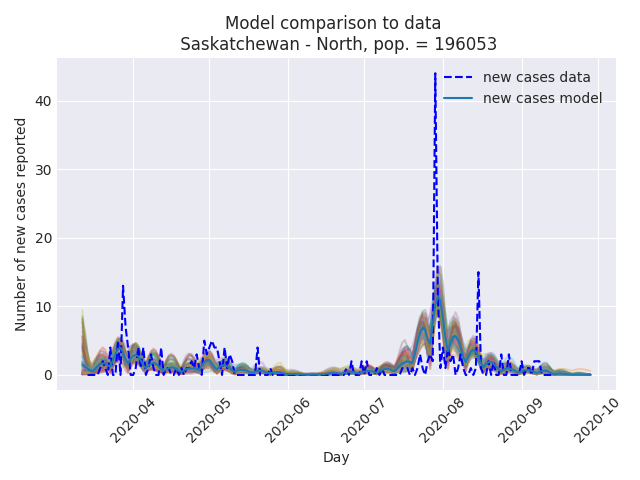 Model comparison to data
Saskatchewan - North, pop. = 196053
new cases data
new cases model
Number of new cases reported
40
30
20
10
0
2020-04
2020-05
2020-06
2020-07
2020-08
2020-09
2020-10
Day